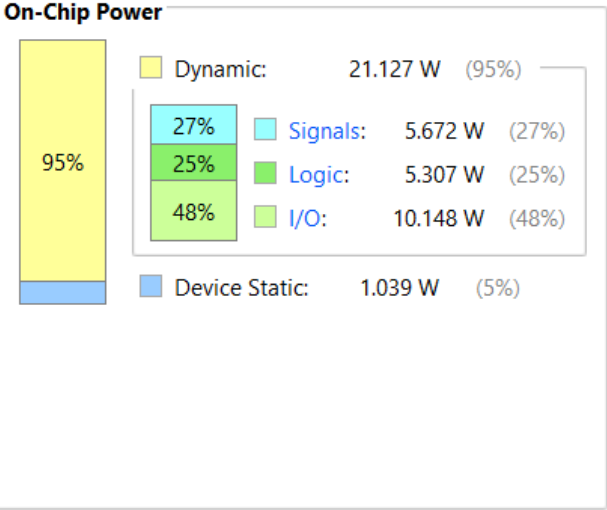 On-Chip Power
Dynamic: 21.127 W (95%)
95%
27% Signals: 5.672 W (27%)
25% Logic: 5.307 W (25%)
48% I/O: 10.148 W (48%)
Device Static: 1.039 W (5%)